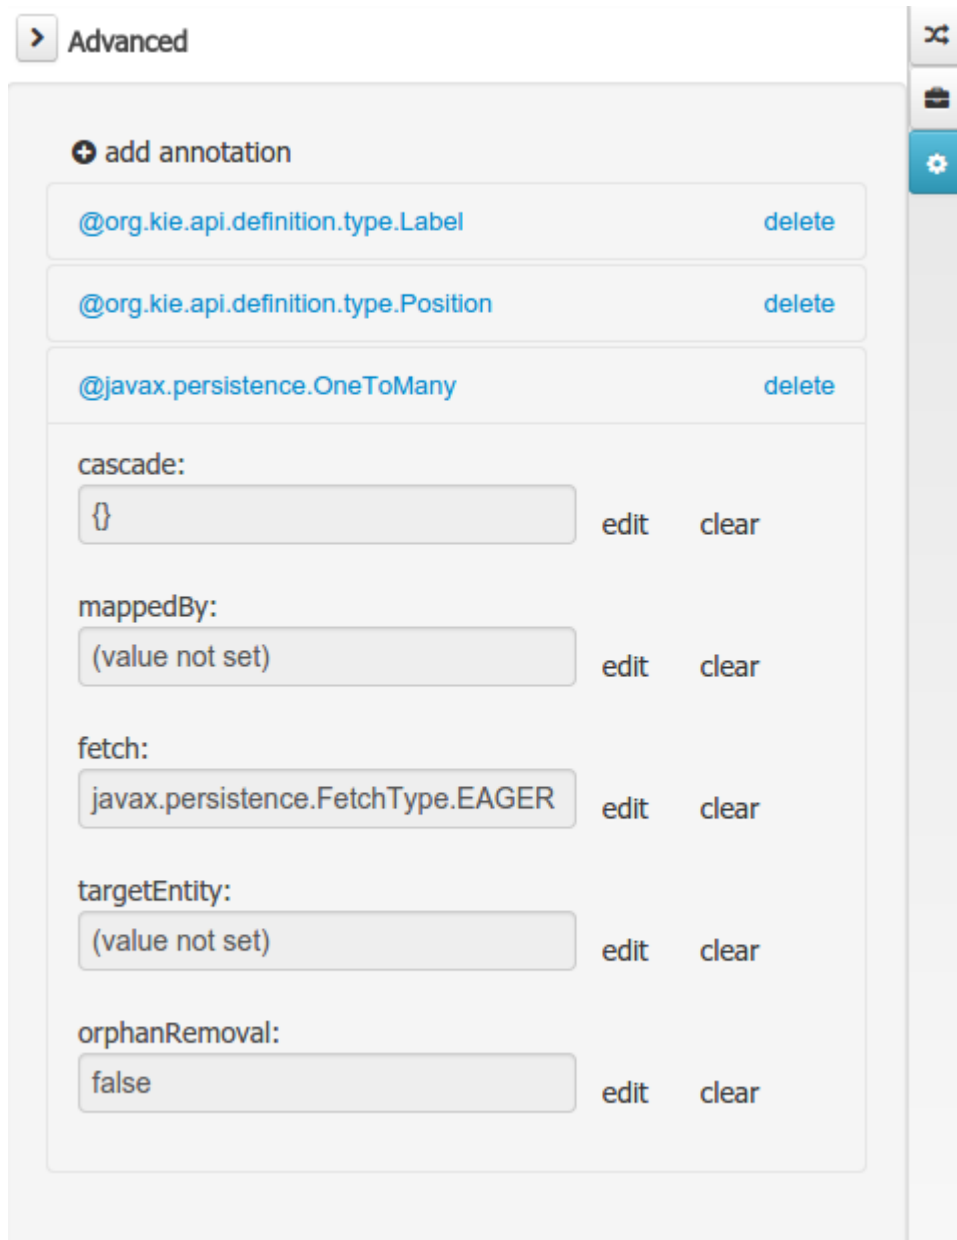 Advanced
add annotation
@org.kie.api.definition.type.Label delete
@org.kie.api.definition.type.Position delete
@javax.persistence.OneToMany delete
cascade:
{} edit clear
mappedBy:
(value not set) edit clear
fetch:
javax.persistence.FetchType.EAGER edit clear
targetEntity:
(value not set) edit clear
orphanRemoval:
false edit clear